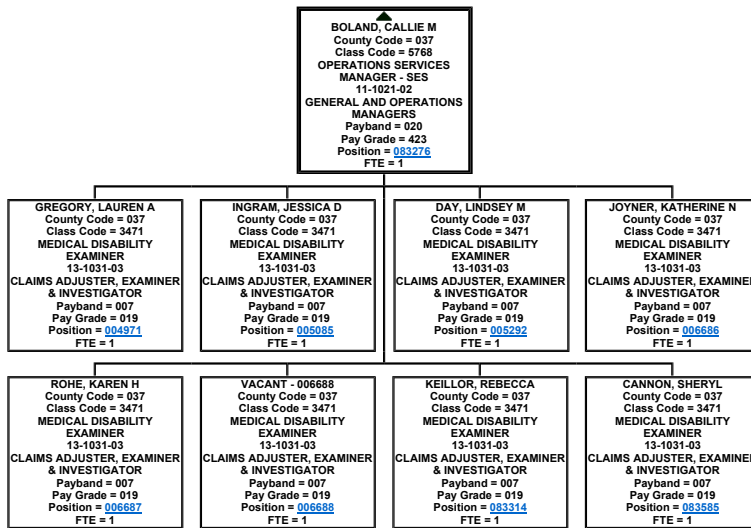 BOLAND, CALLIE M
County Code = 037
Class Code = 5768
OPERATIONS SERVICES
MANAGER - SES
11-1021-02
GENERAL AND OPERATIONS
MANAGERS
Payband = 020
Pay Grade = 423
Position = 083276
FTE = 1
GREGORY, LAUREN A
County Code = 037
Class Code = 3471
MEDICAL DISABILITY
EXAMINER
13-1031-03
CLAIMS ADJUSTER, EXAMINER
& INVESTIGATOR
Payband = 007
Pay Grade = 019
Position = 004971
FTE = 1
INGRAM, JESSICA D
County Code = 037
Class Code = 3471
MEDICAL DISABILITY
EXAMINER
13-1031-03
CLAIMS ADJUSTER, EXAMINER
& INVESTIGATOR
Payband = 007
Pay Grade = 019
Position = 005085
FTE = 1
DAY, LINDSEY M
County Code = 037
Class Code = 3471
MEDICAL DISABILITY
EXAMINER
13-1031-03
CLAIMS ADJUSTER, EXAMINER
& INVESTIGATOR
Payband = 007
Pay Grade = 019
Position = 005292
FTE = 1
JOYNER, KATHERINE N
County Code = 037
Class Code = 3471
MEDICAL DISABILITY
EXAMINER
13-1031-03
CLAIMS ADJUSTER, EXAMINER
& INVESTIGATOR
Payband = 007
Pay Grade = 019
Position = 006686
FTE = 1
ROHE, KAREN H
County Code = 037
Class Code = 3471
MEDICAL DISABILITY
EXAMINER
13-1031-03
CLAIMS ADJUSTER, EXAMINER
& INVESTIGATOR
Payband = 007
Pay Grade = 019
Position = 006687
FTE = 1
VACANT - 006688
County Code = 037
Class Code = 3471
MEDICAL DISABILITY
EXAMINER
13-1031-03
CLAIMS ADJUSTER, EXAMINER
& INVESTIGATOR
Payband = 007
Pay Grade = 019
Position = 006688
FTE = 1
KEILLOR, REBECCA
County Code = 037
Class Code = 3471
MEDICAL DISABILITY
EXAMINER
13-1031-03
CLAIMS ADJUSTER, EXAMINER
& INVESTIGATOR
Payband = 007
Pay Grade = 019
Position = 083314
FTE = 1
CANNON, SHERYL
County Code = 037
Class Code = 3471
MEDICAL DISABILITY
EXAMINER
13-1031-03
CLAIMS ADJUSTER, EXAMINER
& INVESTIGATOR
Payband = 007
Pay Grade = 019
Position = 083585
FTE = 1